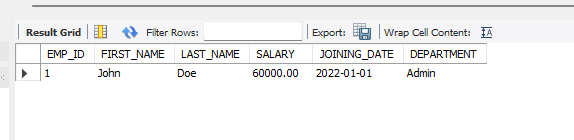 Result Grid Filter Rows: Export: Wrap Cell Content:
EMP_ID FIRST_NAME LAST_NAME SALARY JOINING_DATE DEPARTMENT
1 John Doe 60000.00 2022-01-01 Admin